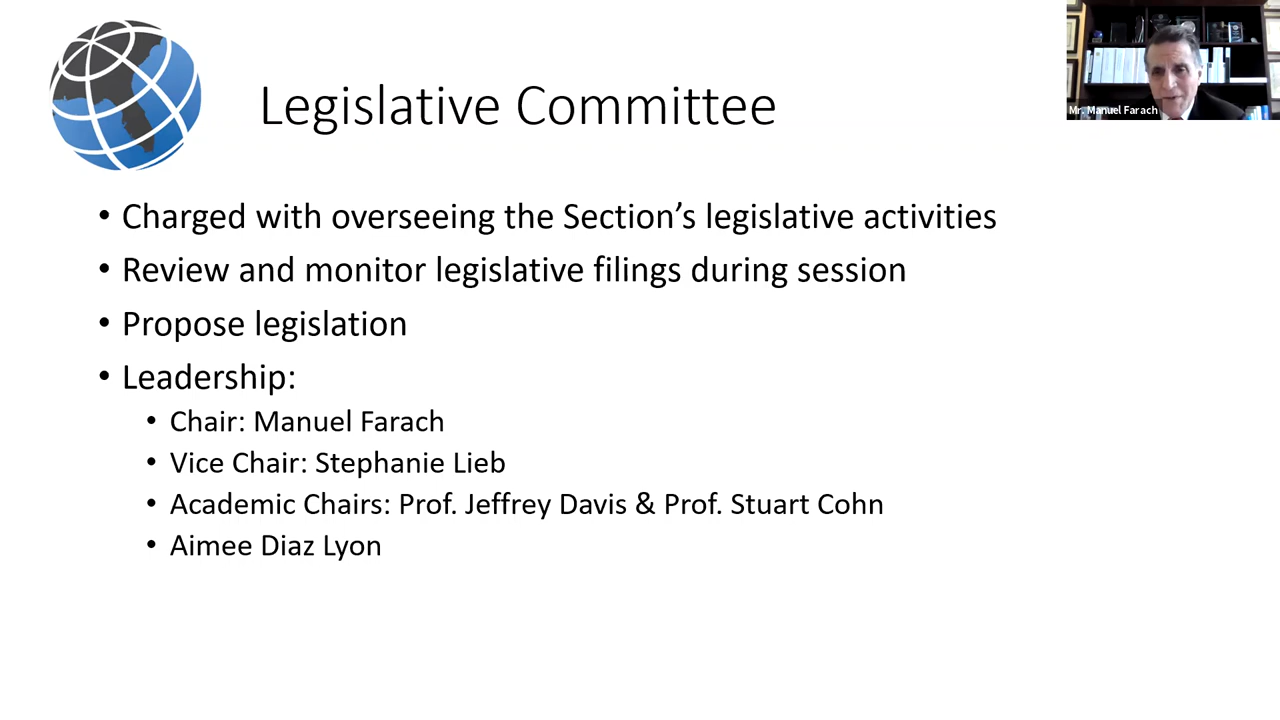 Legislative Committee
Mr. Manuel Farach
• Charged with overseeing the Section’s legislative activities
• Review and monitor legislative filings during session
• Propose legislation
• Leadership:
• Chair: Manuel Farach
• Vice Chair: Stephanie Lieb
• Academic Chairs: Prof. Jeffrey Davis & Prof. Stuart Cohn
• Aimee Diaz Lyon